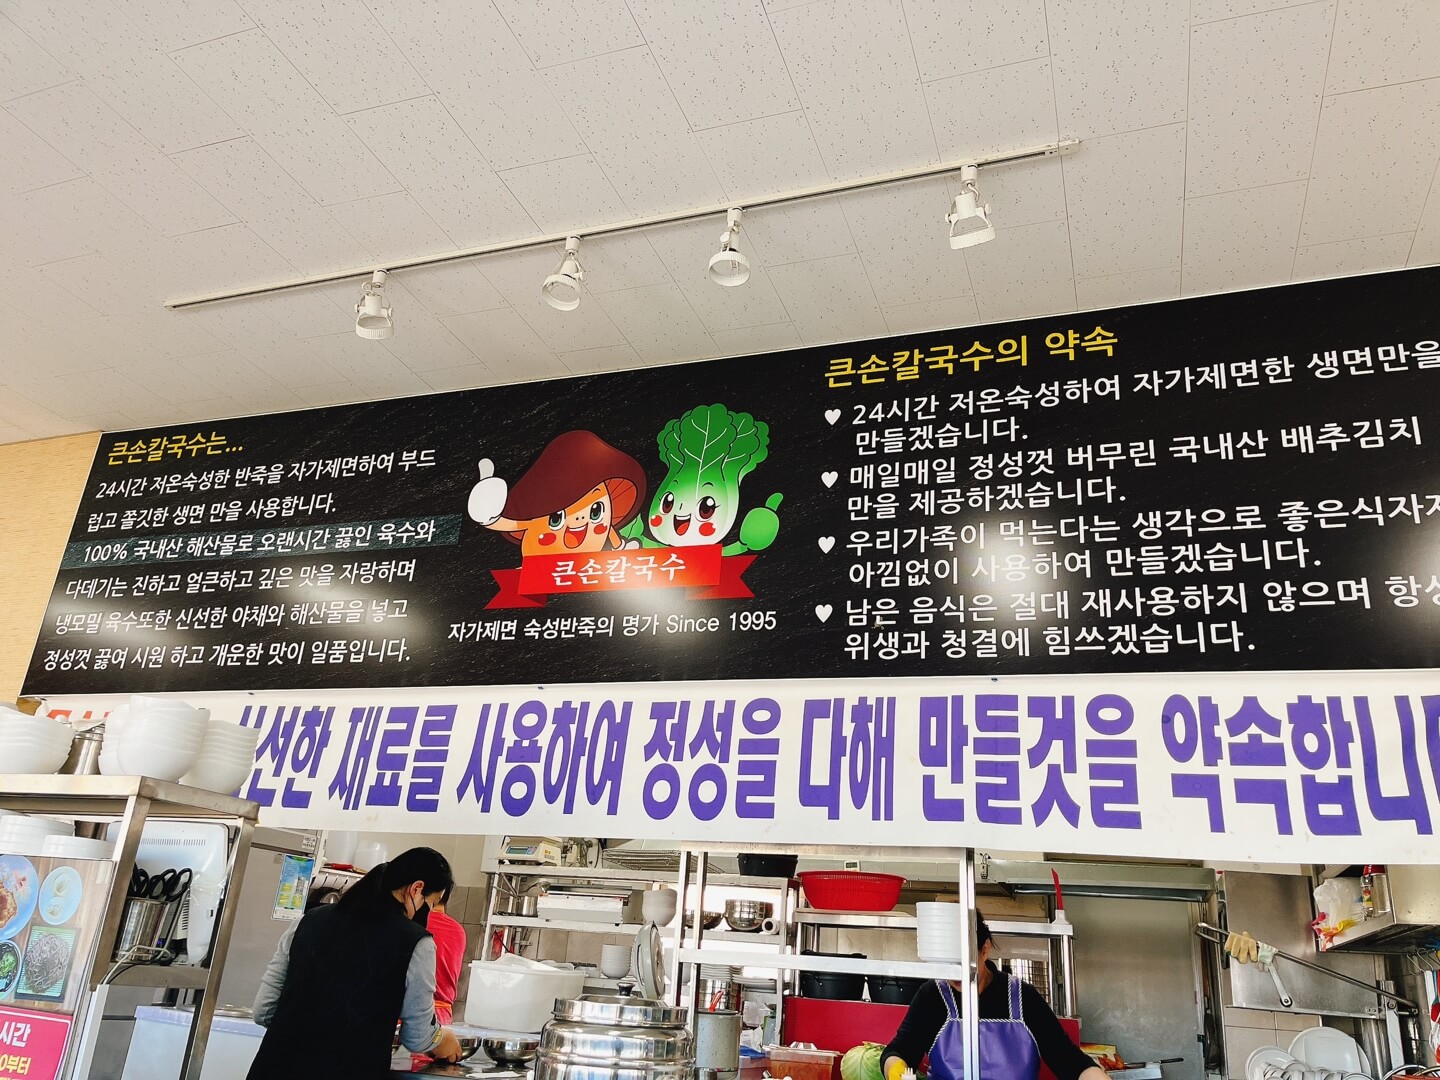 큰손칼국수는...
24시간 저온숙성한 반죽을 자가제면하여 부드
럽고 쫄깃한 생면 만을 사용합니다.
100% 국내산 해산물로 오랜시간 끓인 육수와
다데기는 진하고 얼큰하고 깊은 맛을 자랑하며
냉모밀 육수또한 신선한 야채와 해산물을 넣고
정성껏 끓여 시원 하고 개운한 맛이 일품입니다.
큰손칼국수
자가제면 숙성반죽의 명가 Since 1995
큰손칼국수의 약속
♥ 24시간 저온숙성하여 자가제면한 생면만을
만들겠습니다.
♥ 매일매일 정성껏 버무린 국내산 배추김치
만을 제공하겠습니다.
♥ 우리가족이 먹는다는 생각으로 좋은식자
아낌없이 사용하여 만들겠습니다.
♥ 남은 음식은 절대 재사용하지 않으며 항상
위생과 청결에 힘쓰겠습니다.
신선한 재료를 사용하여 정성을 다해 만들것을 약속합니
시간
0부터